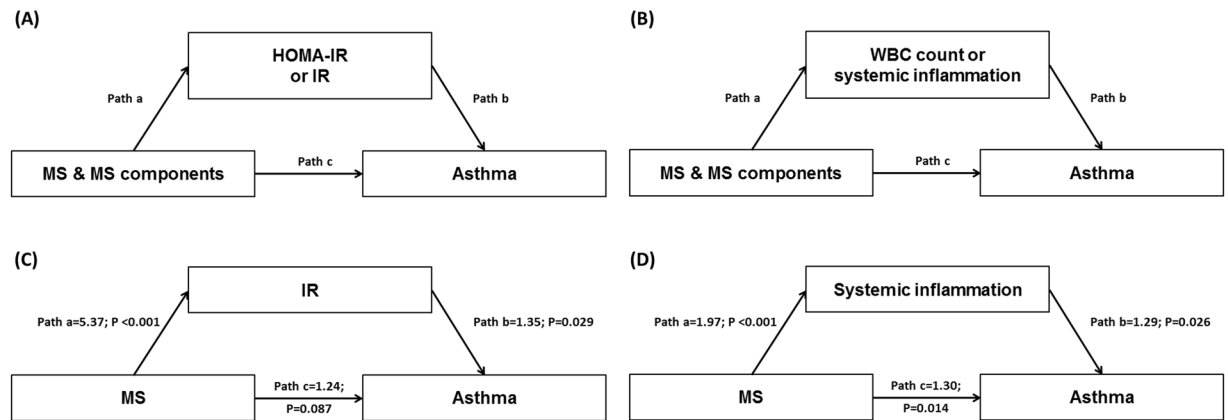 (A)
HOMA-IR
or IR
Path a
Path b
MS & MS components
Path c
Asthma
(B)
WBC count or
systemic inflammation
Path a
Path b
MS & MS components
Path c
Asthma
(C)
IR
Path a=5.37; P <0.001
Path b=1.35; P=0.029
MS
Path c=1.24;
P=0.087
Asthma
(D)
Systemic inflammation
Path a=1.97; P <0.001
Path b=1.29; P=0.026
MS
Path c=1.30;
P=0.014
Asthma